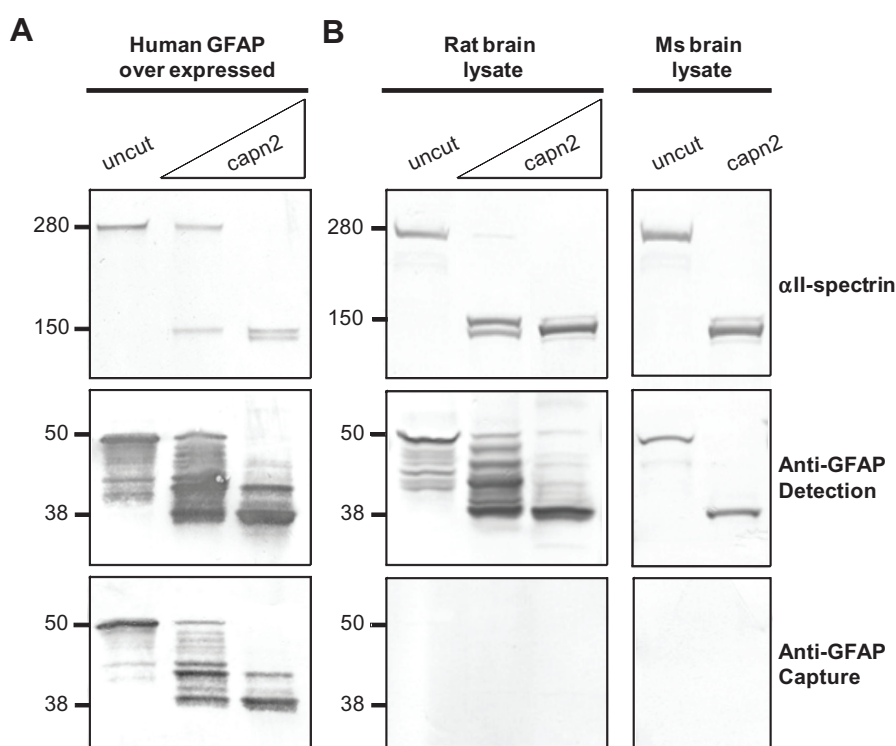 A
Human GFAP
over expressed
B
Rat brain
lysate
Ms brain
lysate
uncut
capn2
uncut
capn2
uncut
capn2
280
150
280
150
αII-spectrin
50
38
50
38
Anti-GFAP
Detection
50
38
50
38
Anti-GFAP
Capture